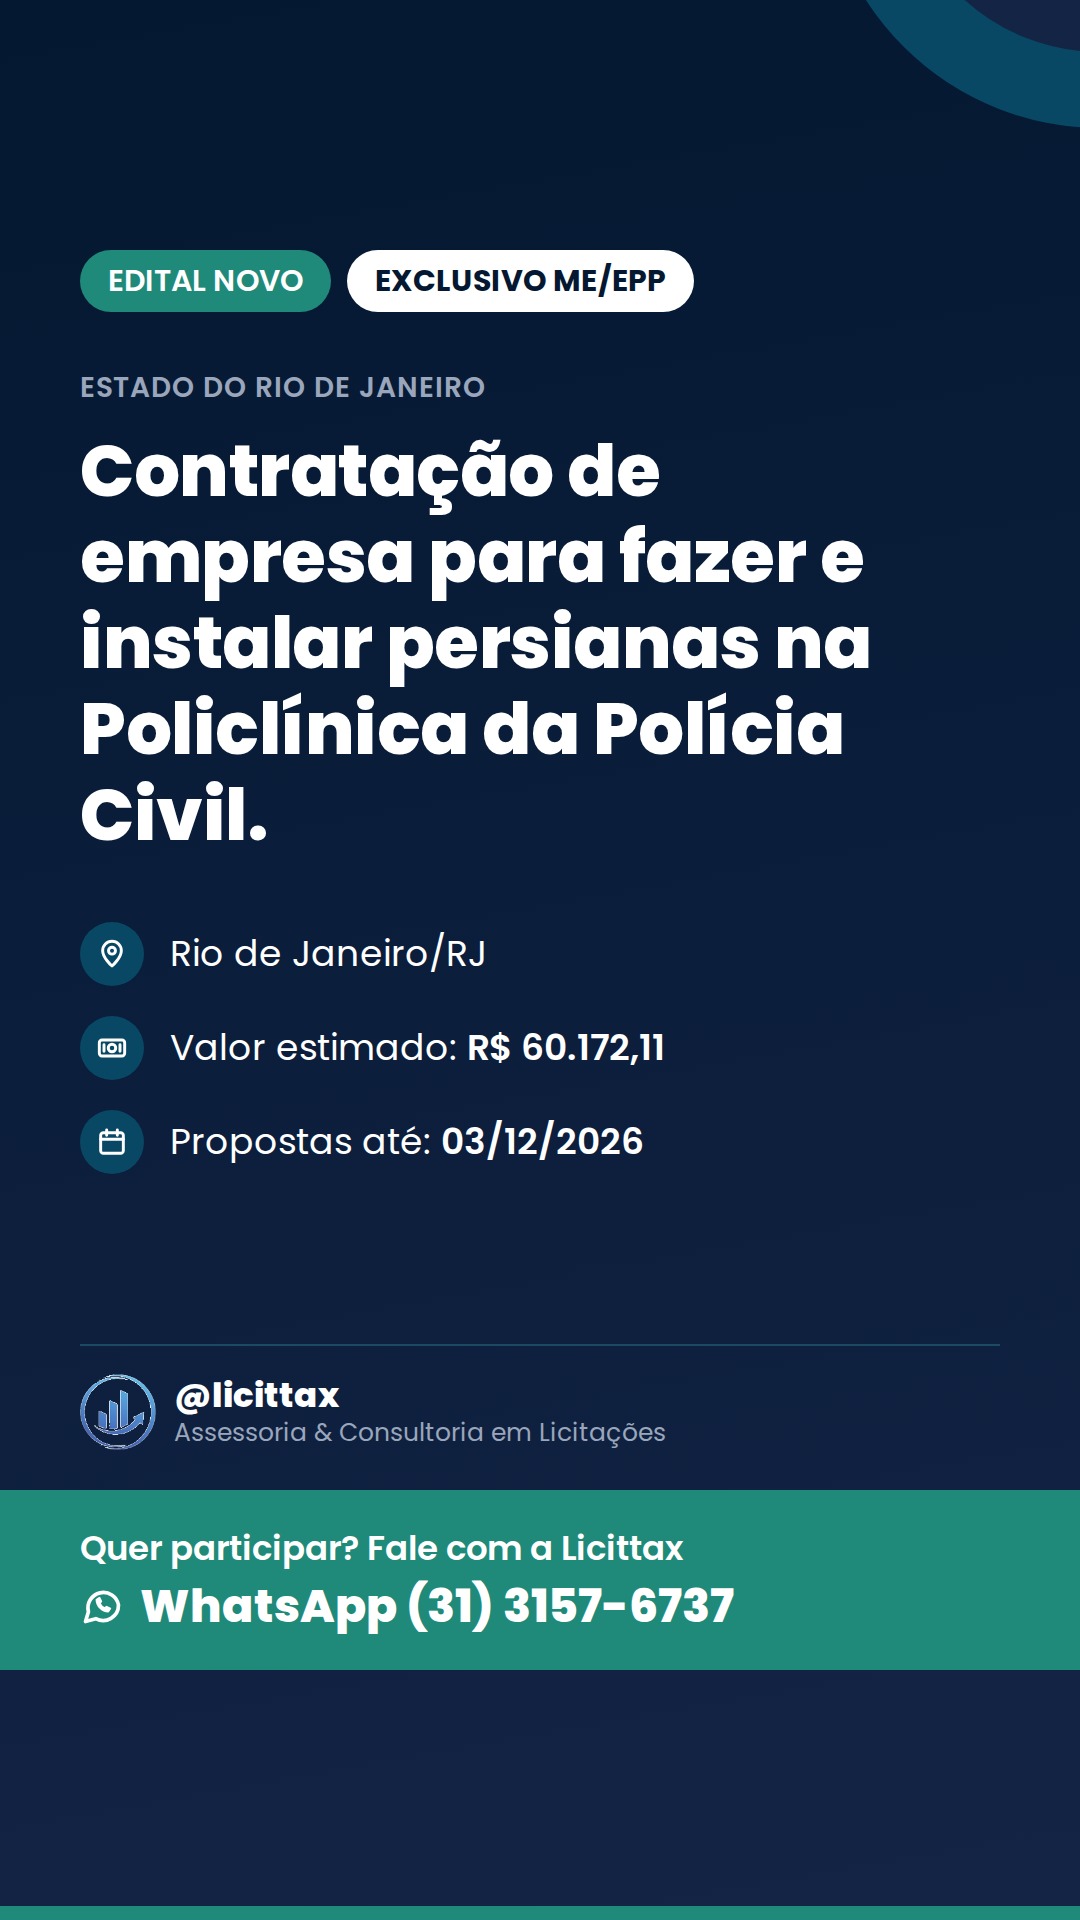 EDITAL NOVO
EXCLUSIVO ME/EPP
ESTADO DO RIO DE JANEIRO
Contratação de
empresa para fazer e
instalar persianas na
Policlínica da Polícia
Civil.
Rio de Janeiro/RJ
Valor estimado: R$ 60.172,11
Propostas até: 03/12/2026
@licittax
Assessoria & Consultoria em Licitações
Quer participar? Fale com a Licittax
WhatsApp (31) 3157-6737